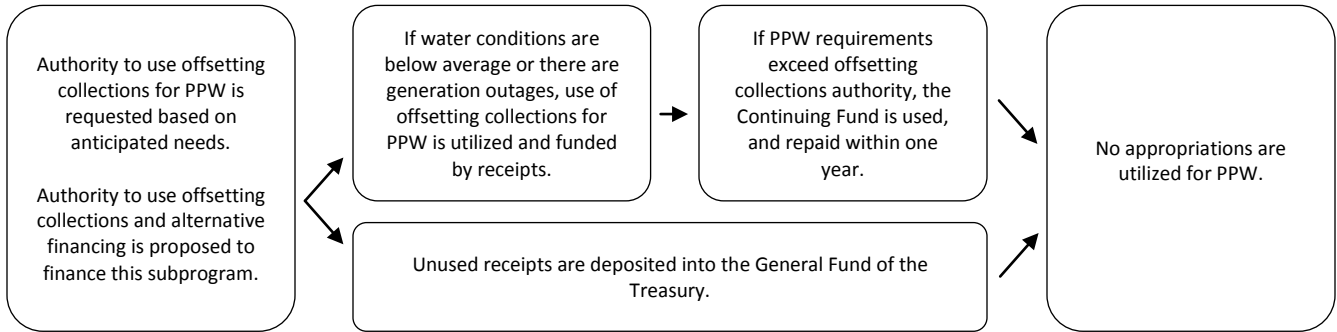 Authority to use offsetting
collections for PPW is
requested based on
anticipated needs.
Authority to use offsetting
collections and alternative
financing is proposed to
finance this subprogram.
If water conditions are
below average or there are
generation outages, use of
offsetting collections for
PPW is utilized and funded
by receipts.
If PPW requirements
exceed offsetting
collections authority, the
Continuing Fund is used,
and repaid within one
year.
Unused receipts are deposited into the General Fund of the
Treasury.
No appropriations are
utilized for PPW.